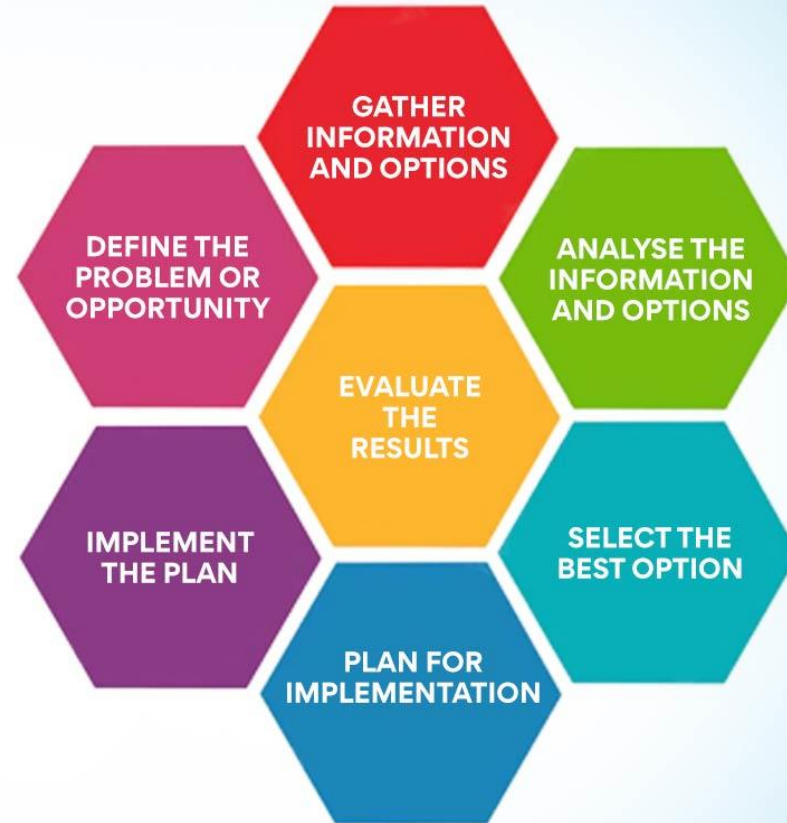 GATHER
INFORMATION
AND OPTIONS
DEFINE THE
PROBLEM OR
OPPORTUNITY
ANALYSE THE
INFORMATION
AND OPTIONS
EVALUATE
THE
RESULTS
IMPLEMENT
THE PLAN
SELECT THE
BEST OPTION
PLAN FOR
IMPLEMENTATION